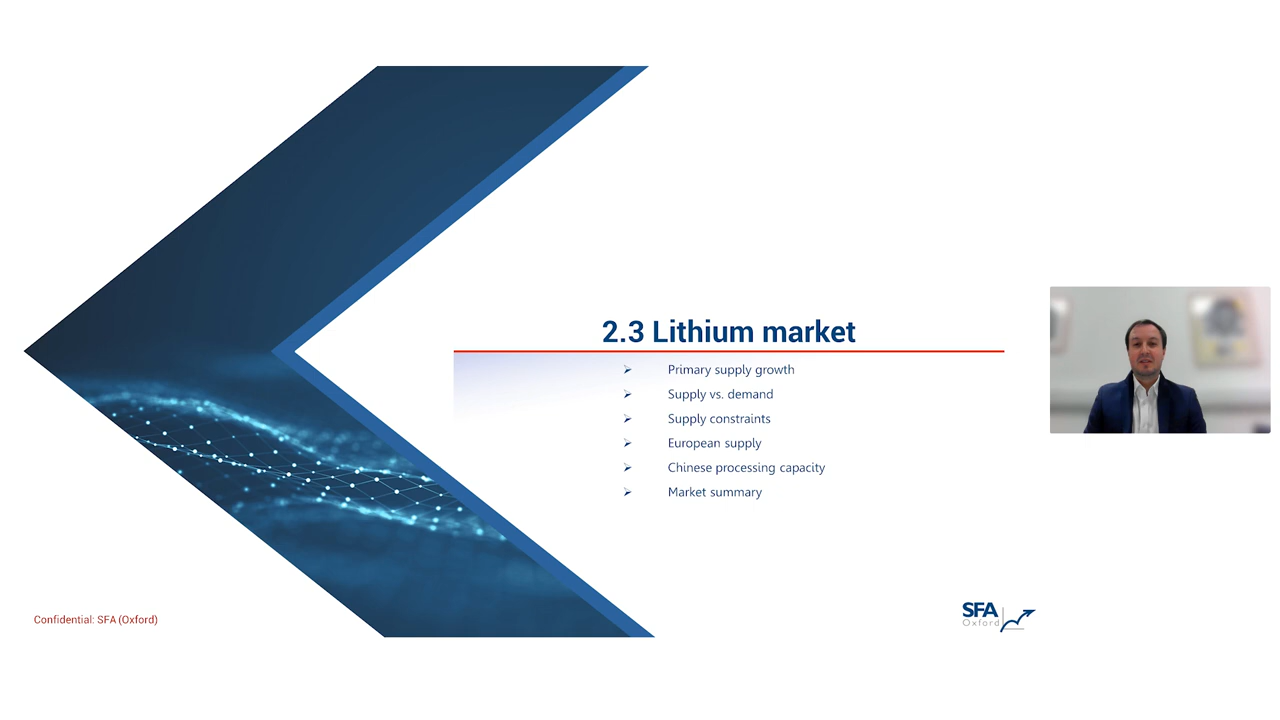 2.3 Lithium market
➢ Primary supply growth
➢ Supply vs. demand
➢ Supply constraints
➢ European supply
➢ Chinese processing capacity
➢ Market summary
Confidential: SFA (Oxford)
SFA
Oxford